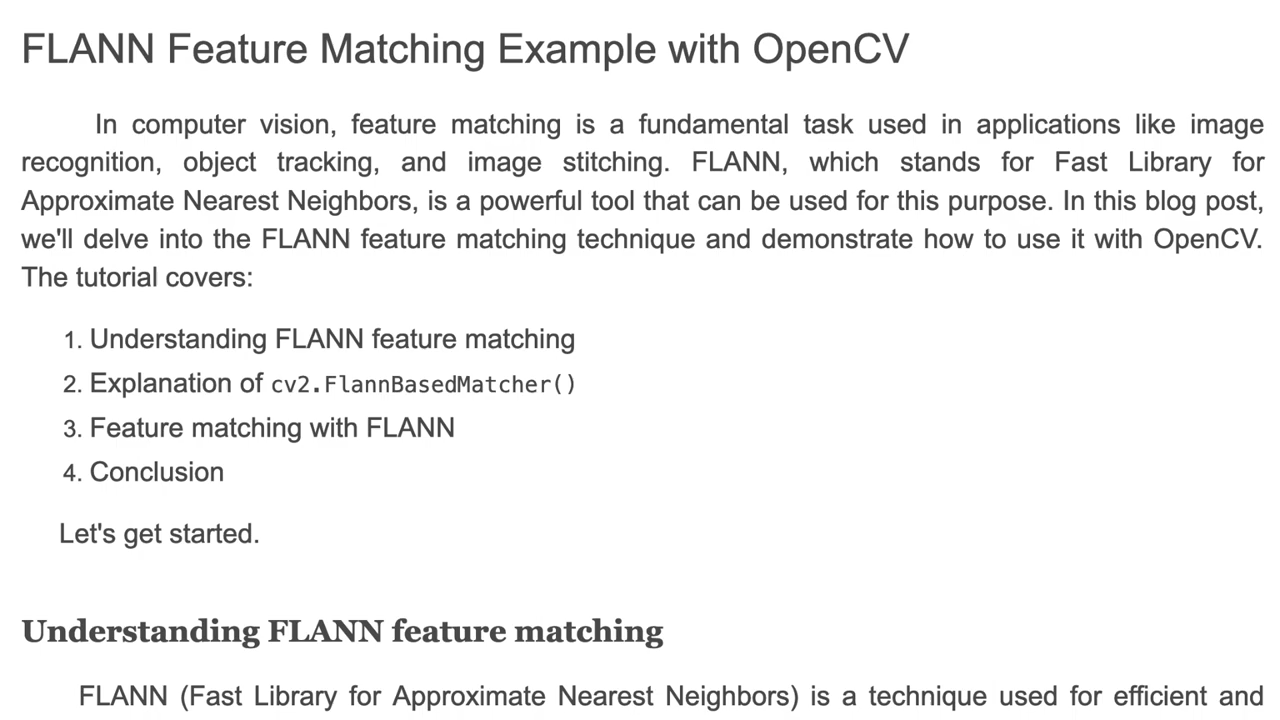 FLANN Feature Matching Example with OpenCV
In computer vision, feature matching is a fundamental task used in applications like image
recognition, object tracking, and image stitching. FLANN, which stands for Fast Library for
Approximate Nearest Neighbors, is a powerful tool that can be used for this purpose. In this blog post,
we'll delve into the FLANN feature matching technique and demonstrate how to use it with OpenCV.
The tutorial covers:
1. Understanding FLANN feature matching
2. Explanation of cv2.FlannBasedMatcher()
3. Feature matching with FLANN
4. Conclusion
Let's get started.
Understanding FLANN feature matching
FLANN (Fast Library for Approximate Nearest Neighbors) is a technique used for efficient and